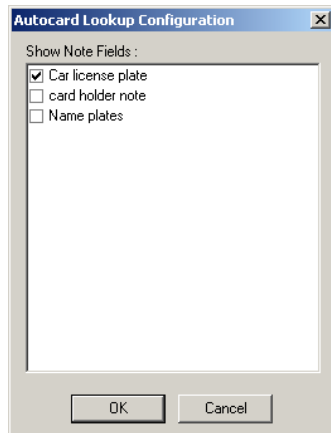 Autocard Lookup Configuration
Show Note Fields :
Car license plate
card holder note
Name plates
OK Cancel